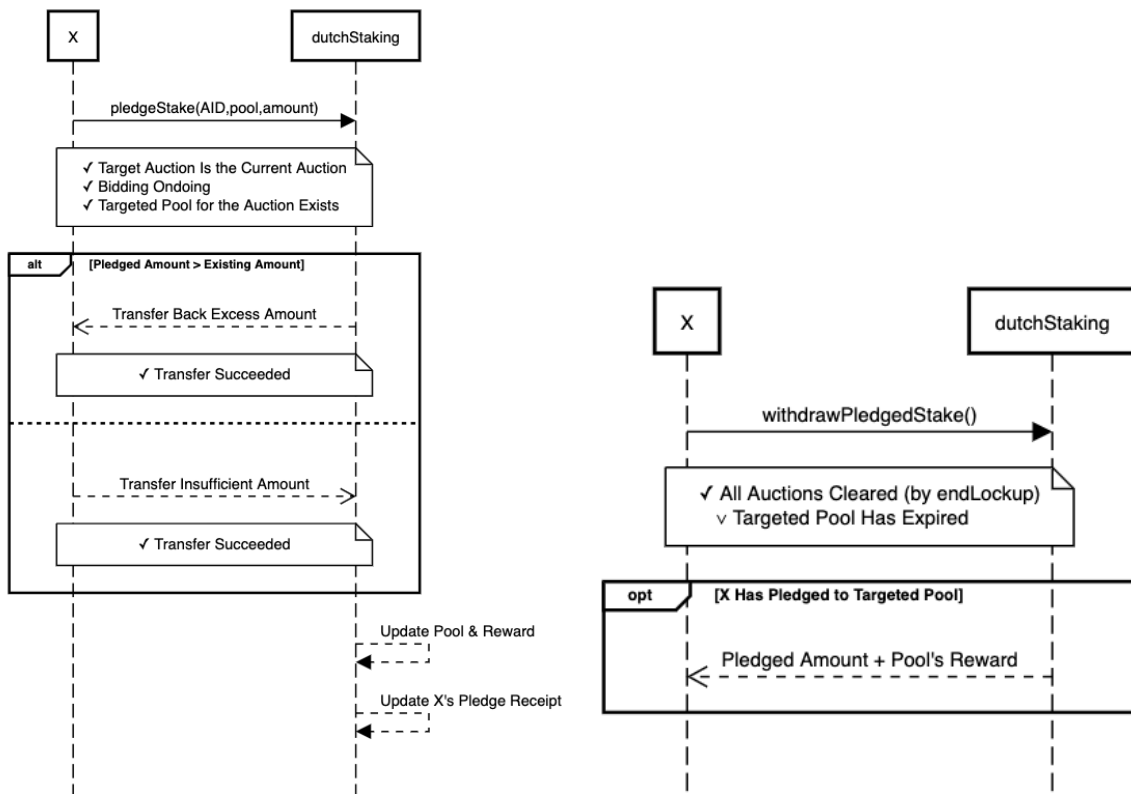 X
dutchStaking
pledgeStake(AID,pool,amount)
✓ Target Auction Is the Current Auction
✓ Bidding Ondoing
✓ Targeted Pool for the Auction Exists
alt
[Pledged Amount > Existing Amount]
Transfer Back Excess Amount
✓ Transfer Succeeded
Transfer Insufficient Amount
✓ Transfer Succeeded
Update Pool & Reward
Update X's Pledge Receipt
X
dutchStaking
withdrawPledgedStake()
✓ All Auctions Cleared (by endLockup)
∨ Targeted Pool Has Expired
opt
[X Has Pledged to Targeted Pool]
Pledged Amount + Pool's Reward